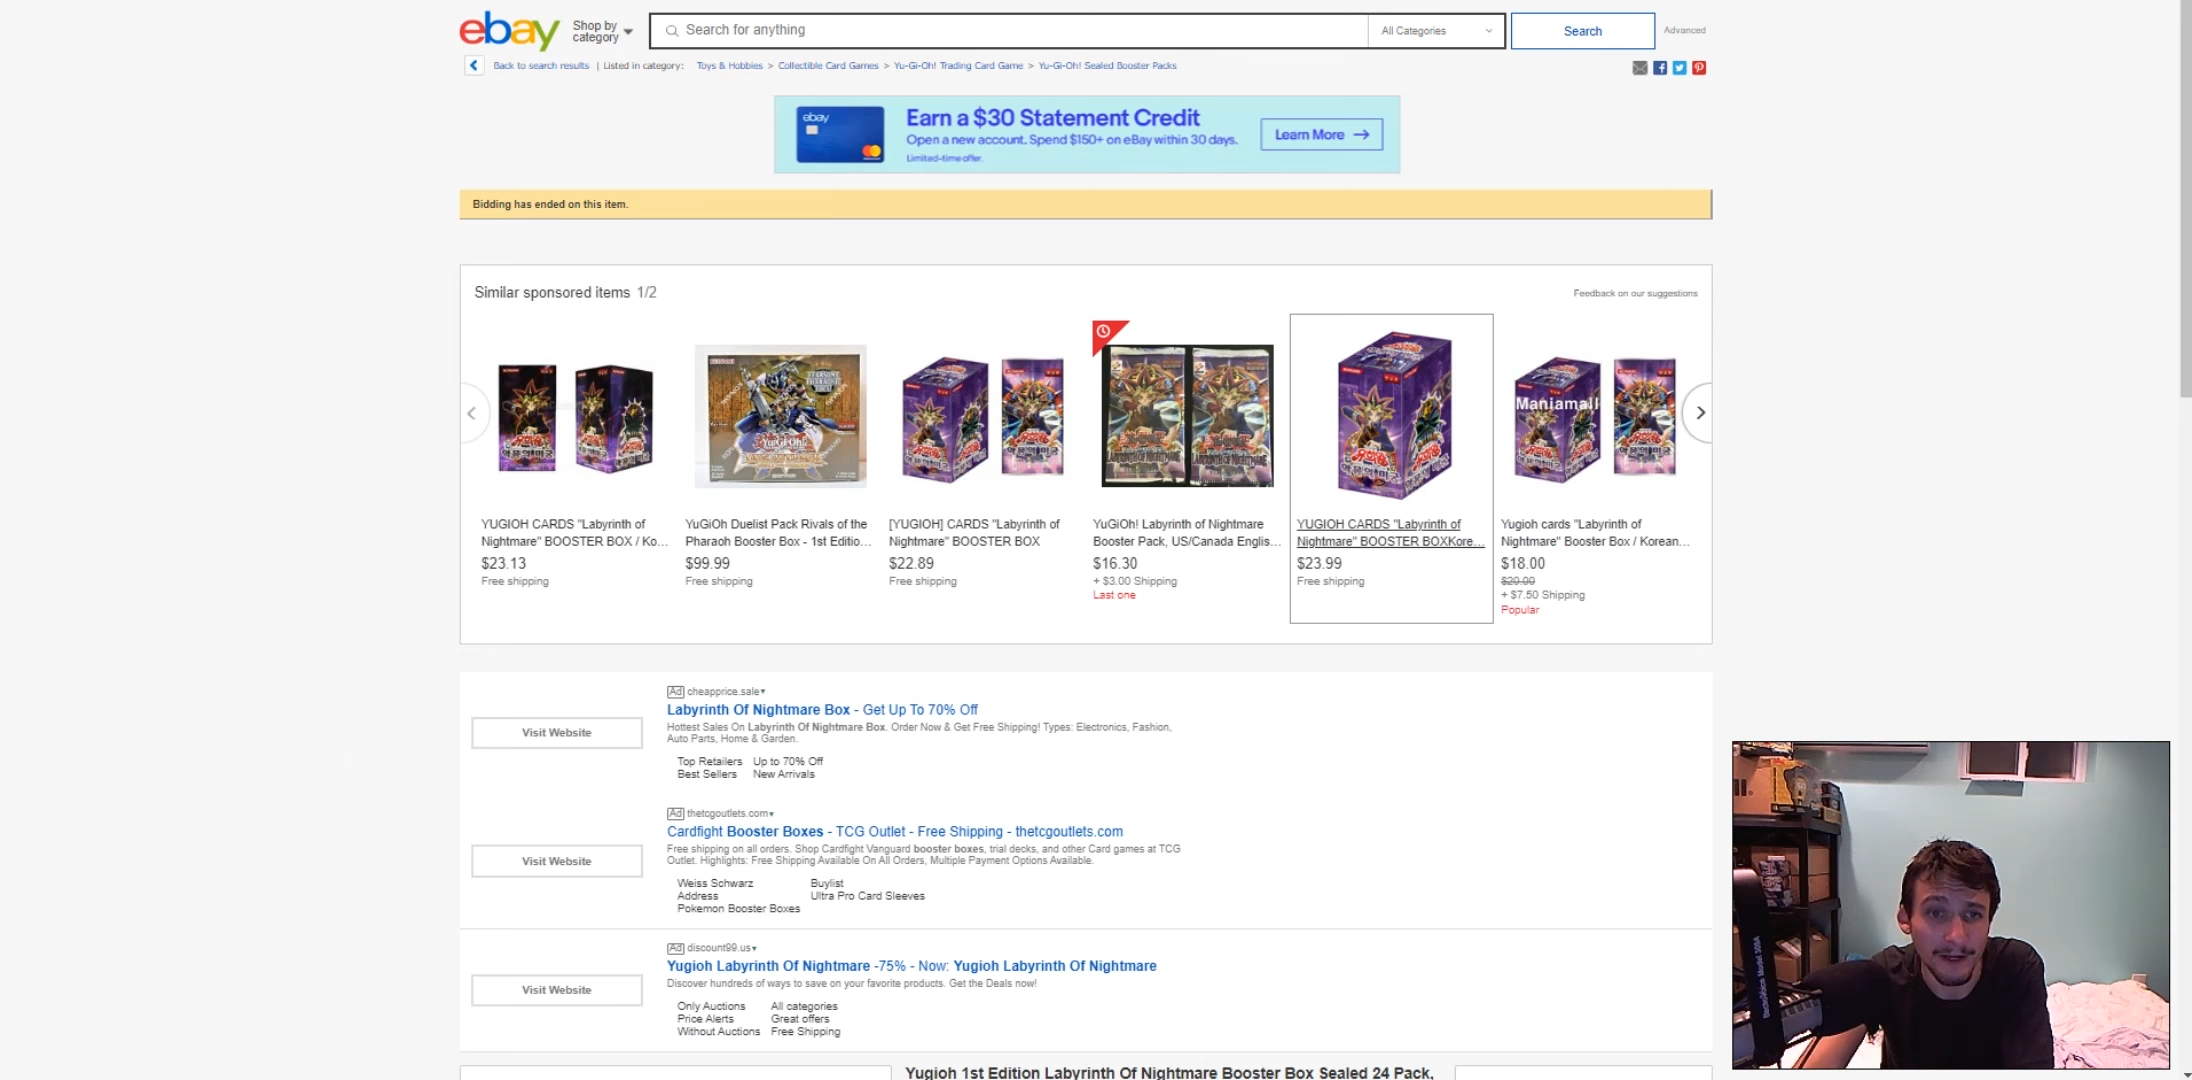 ebay
Shop by
category
Search for anything
All Categories
Search
Advanced
Back to search results | Listed in category: Toys & Hobbies > Collectible Card Games > Yu-Gi-Oh! Trading Card Game > Yu-Gi-Oh! Sealed Booster Packs
ebay
Earn a $30 Statement Credit
Open a new account. Spend $150+ on eBay within 30 days.
Limited-time offer.
Learn More
Bidding has ended on this item.
Similar sponsored items 1/2
Feedback on our suggestions
Maniamall
YUGIOH CARDS "Labyrinth of
Nightmare" BOOSTER BOX / Ko...
$23.13
Free shipping
YuGiOh Duelist Pack Rivals of the
Pharaoh Booster Box - 1st Editio...
$99.99
Free shipping
[YUGIOH] CARDS "Labyrinth of
Nightmare" BOOSTER BOX
$22.89
Free shipping
YuGiOh! Labyrinth of Nightmare
Booster Pack, US/Canada Englis...
$16.30
+ $3.00 Shipping
Last one
YUGIOH CARDS "Labyrinth of
Nightmare" BOOSTER BOXKore...
$23.99
Free shipping
Yugioh cards "Labyrinth of
Nightmare" Booster Box / Korean...
$18.00
$20.00
+ $7.50 Shipping
Popular
Ad cheapprice.sale
Labyrinth Of Nightmare Box - Get Up To 70% Off
Visit Website
Hottest Sales On Labyrinth Of Nightmare Box. Order Now & Get Free Shipping! Types: Electronics, Fashion,
Auto Parts, Home & Garden.
Top Retailers Up to 70% Off
Best Sellers New Arrivals
Ad thetcgoutlets.com
Cardfight Booster Boxes - TCG Outlet - Free Shipping - thetcgoutlets.com
Visit Website
Free shipping on all orders. Shop Cardfight Vanguard booster boxes, trial decks, and other Card games at TCG
Outlet. Highlights: Free Shipping Available On All Orders, Multiple Payment Options Available.
Weiss Schwarz Buylist
Address Ultra Pro Card Sleeves
Pokemon Booster Boxes
Ad discount99.us
Yugioh Labyrinth Of Nightmare -75% - Now: Yugioh Labyrinth Of Nightmare
Visit Website
Discover hundreds of ways to save on your favorite products. Get the Deals now!
Only Auctions All categories
Price Alerts Great offers
Without Auctions Free Shipping
Yugioh 1st Edition Labyrinth Of Nightmare Booster Box Sealed 24 Pack,